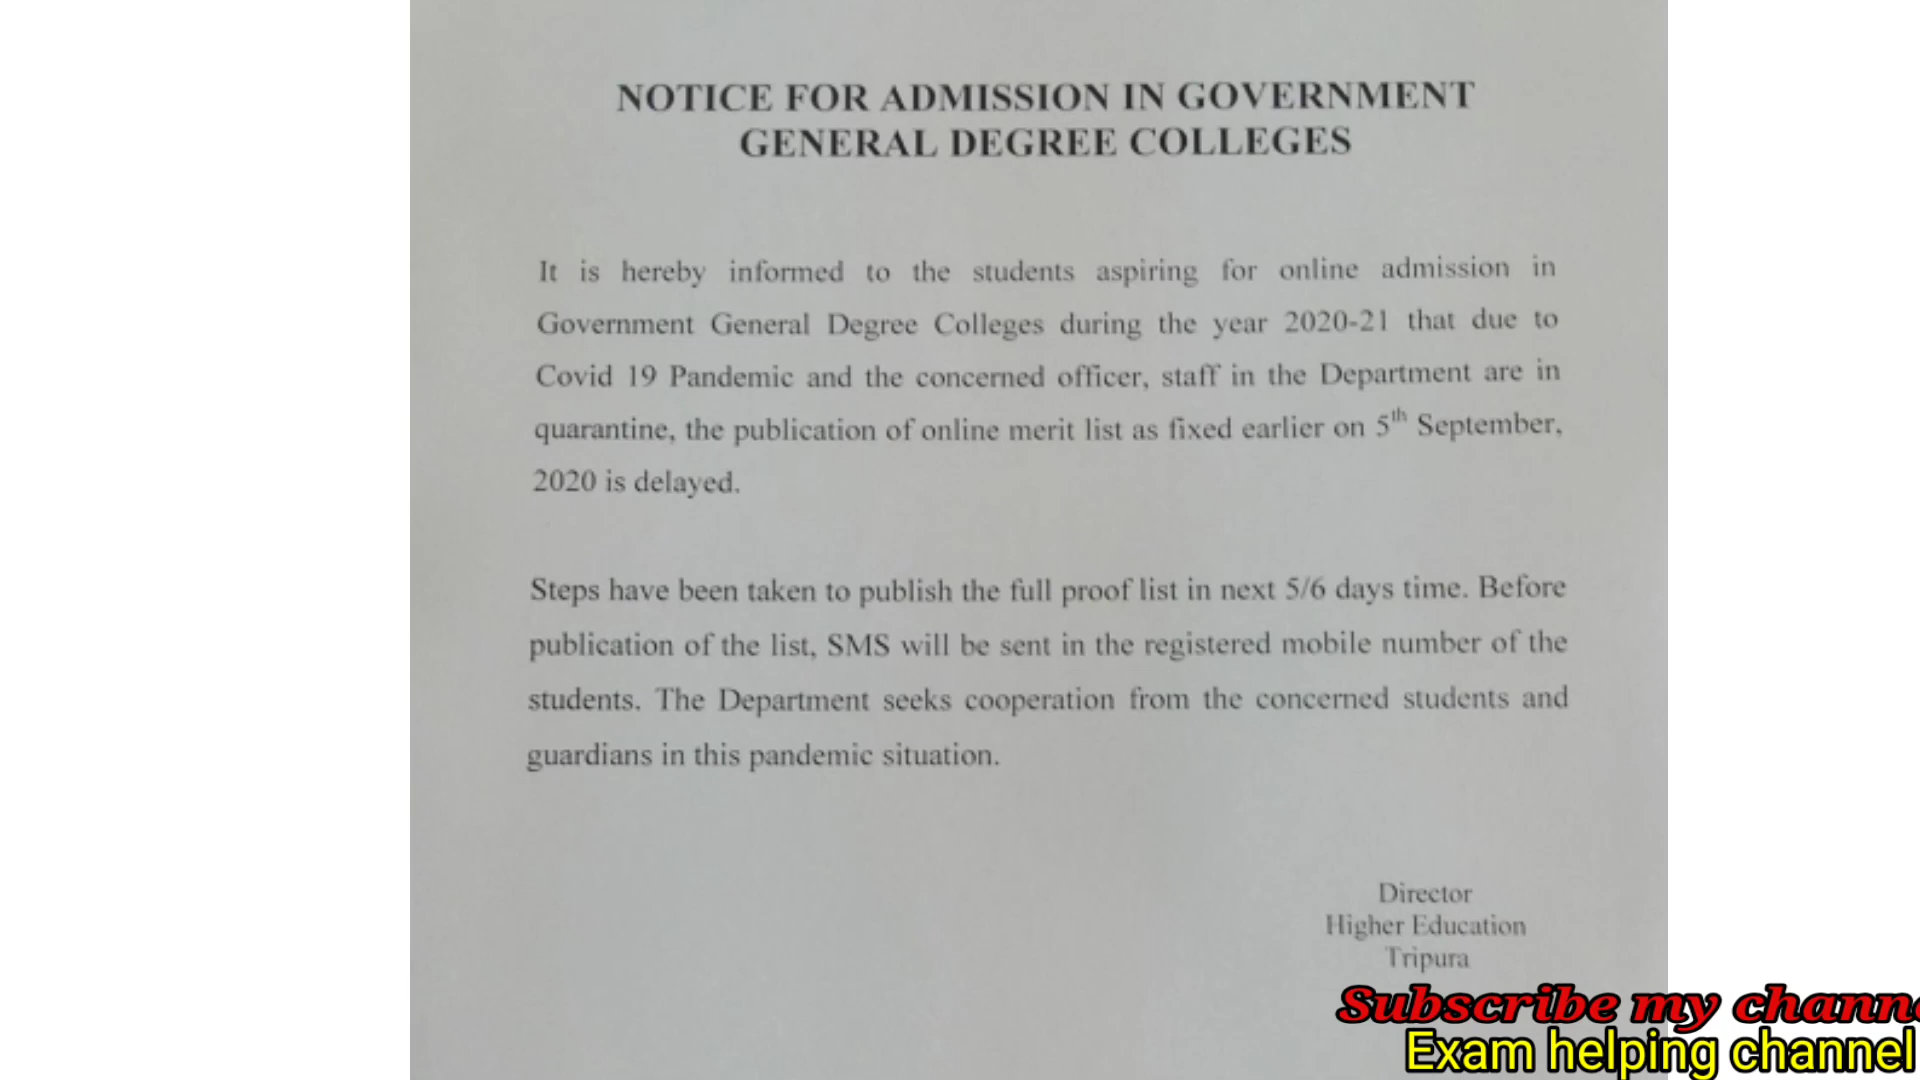 NOTICE FOR ADMISSION IN GOVERNMENT
GENERAL DEGREE COLLEGES
It is hereby informed to the students aspiring for online admission in
Government General Degree Colleges during the year 2020-21 that due to
Covid 19 Pandemic and the concerned officer, staff in the Department are in
quarantine, the publication of online merit list as fixed earlier on 5th September,
2020 is delayed.
Steps have been taken to publish the full proof list in next 5/6 days time. Before
publication of the list, SMS will be sent in the registered mobile number of the
students. The Department seeks cooperation from the concerned students and
guardians in this pandemic situation.
Director
Higher Education
Tripura
Subscribe my chann
Exam helping channel